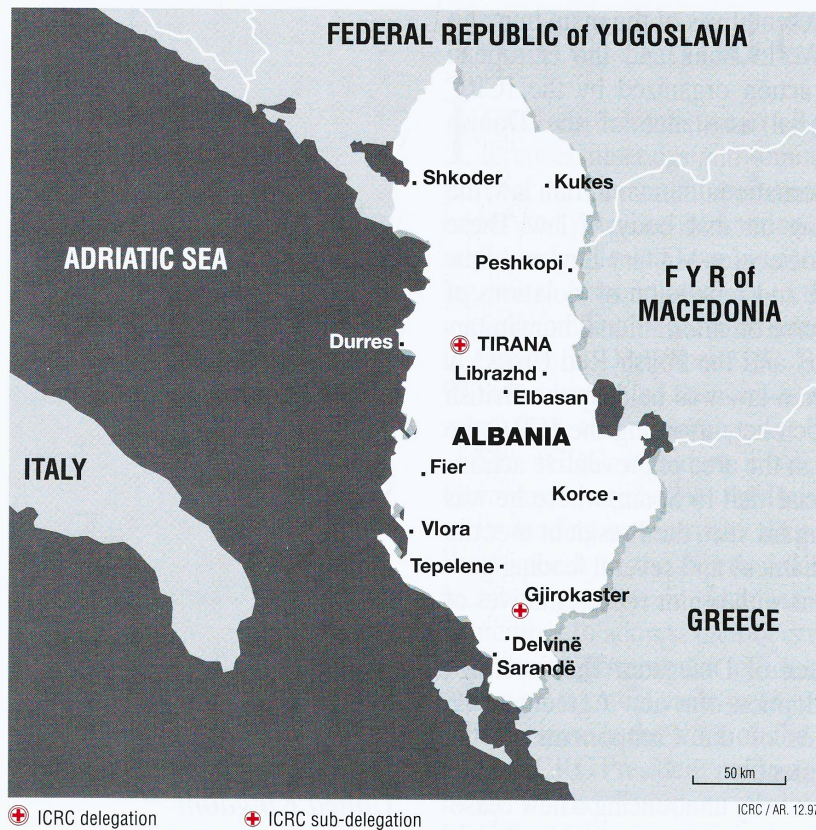 FEDERAL REPUBLIC of YUGOSLAVIA
Shkoder
Kukes
ADRIATIC SEA
Peshkopi
F Y R of
MACEDONIA
Durres
TIRANA
Librazhd
Elbasan
ALBANIA
ITALY
Fier
Korce
Vlora
Tepelene
Gjirokaster
GREECE
Delvinë
Sarandë
50 km
ICRC / AR. 12.97
ICRC delegation
ICRC sub-delegation